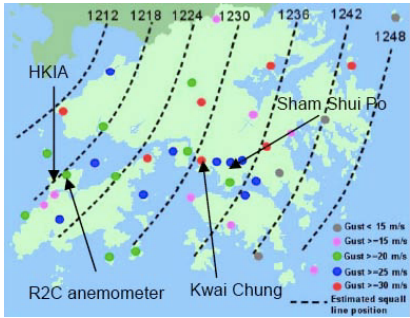 1212 1218 1224 1230 1236 1242 1248
HKIA
Sham Shui Po
R2C anemometer
Kwai Chung
Gust < 15 m/s
Gust >=15 m/s
Gust >=20 m/s
Gust >=25 m/s
Gust >=30 m/s
Estimated squall
line position